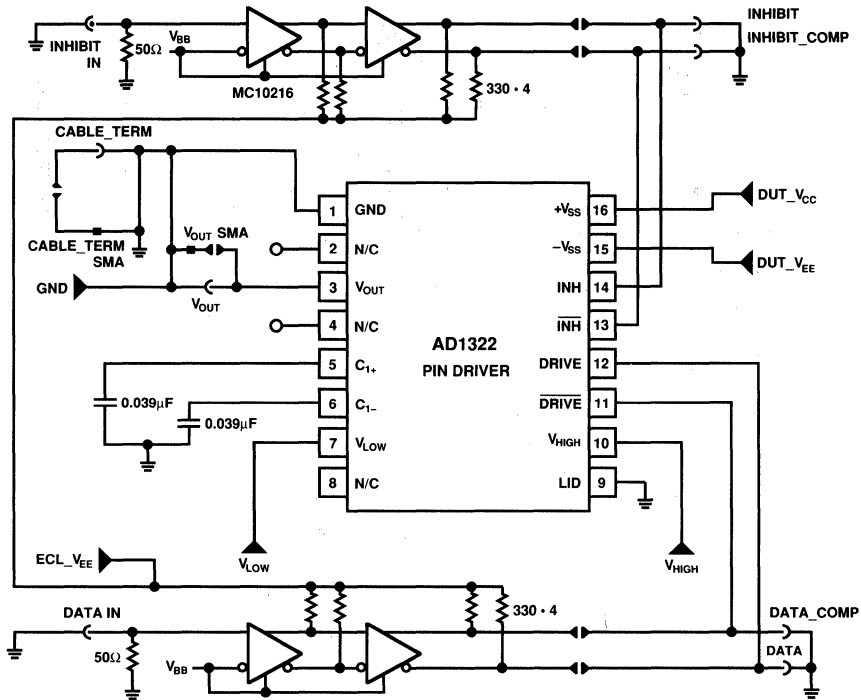 INHIBIT
INHIBIT_COMP
INHIBIT
IN
50Ω
VBB
MC10216
330 • 4
CABLE_TERM
CABLE_TERM
SMA
VOUT SMA
GND
VOUT
1 GND
2 N/C
3 VOUT
4 N/C
5 C1+
6 C1–
7 VLOW
8 N/C
AD1322
PIN DRIVER
+VSS 16
–VSS 15
INH 14
INH 13
DRIVE 12
DRIVE 11
VHIGH 10
LID 9
DUT_VCC
DUT_VEE
0.039μF
0.039μF
ECL_VEE
VLOW
VHIGH
DATA IN
50Ω
VBB
330 • 4
DATA_COMP
DATA